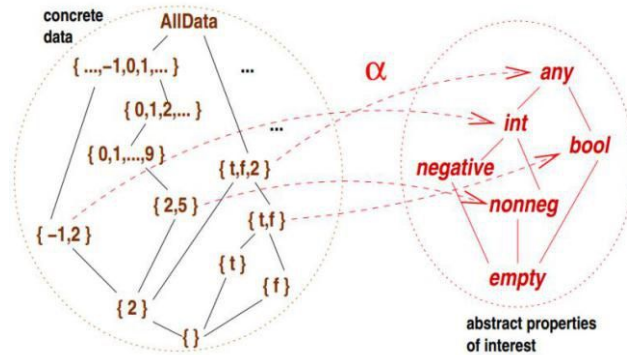 concrete
data
AllData
{ ...,−1,0,1,... }
...
{ 0,1,2,... }
...
{ 0,1,...,9 }
{ t,f,2 }
{ 2,5 }
{ −1,2 }
{ t,f }
{ t }
{ f }
{ 2 }
{ }
α
any
int
bool
negative
nonneg
empty
abstract properties
of interest